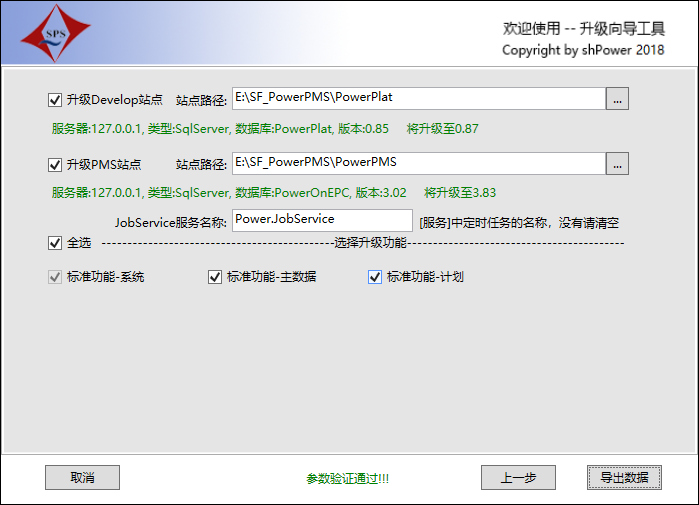 SPS
欢迎使用 -- 升级向导工具
Copyright by shPower 2018
升级Develop站点 站点路径: E:\SF_PowerPMS\PowerPlat ...
服务器:127.0.0.1, 类型:SqlServer, 数据库:PowerPlat, 版本:0.85 将升级至0.87
升级PMS站点 站点路径: E:\SF_PowerPMS\PowerPMS ...
服务器:127.0.0.1, 类型:SqlServer, 数据库:PowerOnEPC, 版本:3.02 将升级至3.83
JobService服务名称: Power.JobService [服务]中定时任务的名称，没有请清空
全选 ------------------------------------------选择升级功能------------------------------------------
标准功能-系统 标准功能-主数据 标准功能-计划
取消 参数验证通过!!! 上一步 导出数据